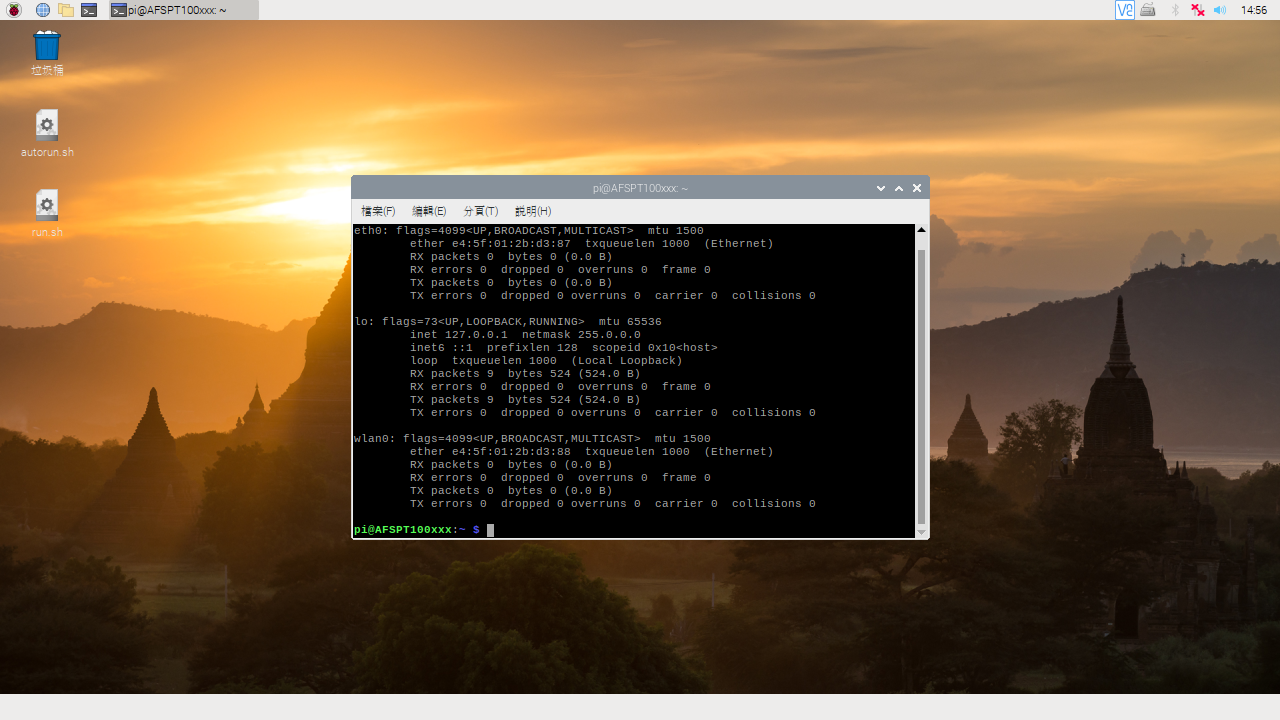 pi@AFSPT100xxx: ~
14:56
垃圾桶
autorun.sh
run.sh
pi@AFSPT100xxx: ~
檔案(F) 編輯(E) 分頁(T) 說明(H)
eth0: flags=4099<UP,BROADCAST,MULTICAST>  mtu 1500
        ether e4:5f:01:2b:d3:87  txqueuelen 1000  (Ethernet)
        RX packets 0  bytes 0 (0.0 B)
        RX errors 0  dropped 0  overruns 0  frame 0
        TX packets 0  bytes 0 (0.0 B)
        TX errors 0  dropped 0 overruns 0  carrier 0  collisions 0
lo: flags=73<UP,LOOPBACK,RUNNING>  mtu 65536
        inet 127.0.0.1  netmask 255.0.0.0
        inet6 ::1  prefixlen 128  scopeid 0x10<host>
        loop  txqueuelen 1000  (Local Loopback)
        RX packets 9  bytes 524 (524.0 B)
        RX errors 0  dropped 0  overruns 0  frame 0
        TX packets 9  bytes 524 (524.0 B)
        TX errors 0  dropped 0 overruns 0  carrier 0  collisions 0
wlan0: flags=4099<UP,BROADCAST,MULTICAST>  mtu 1500
        ether e4:5f:01:2b:d3:88  txqueuelen 1000  (Ethernet)
        RX packets 0  bytes 0 (0.0 B)
        RX errors 0  dropped 0  overruns 0  frame 0
        TX packets 0  bytes 0 (0.0 B)
        TX errors 0  dropped 0 overruns 0  carrier 0  collisions 0
pi@AFSPT100xxx:~ $